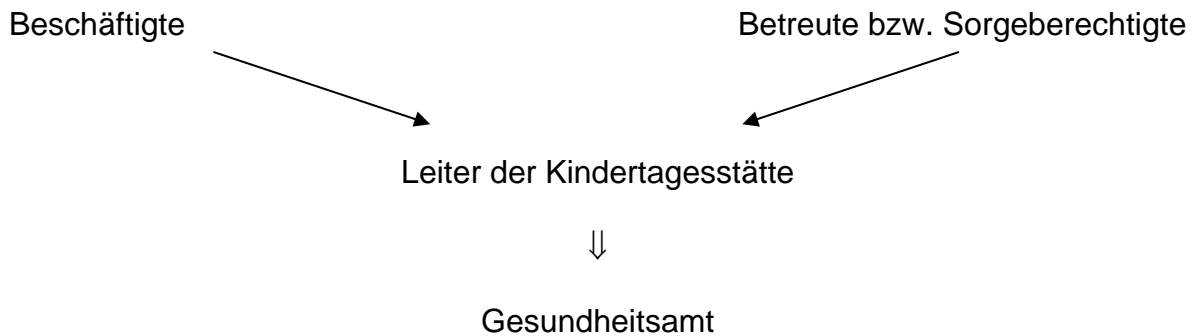 Beschäftigte Betreute bzw. Sorgeberechtigte
Leiter der Kindertagesstätte
⇓
Gesundheitsamt